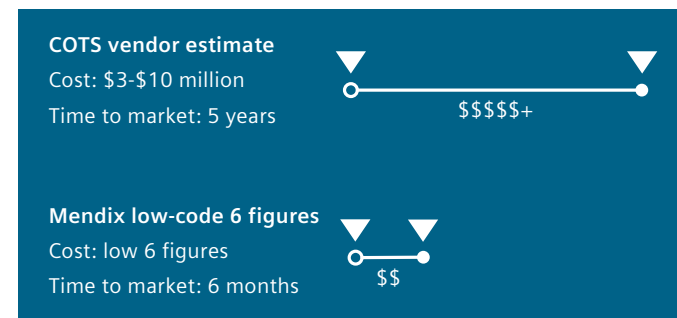 COTS vendor estimate
Cost: $3-$10 million
Time to market: 5 years
$$$$$+
Mendix low-code 6 figures
Cost: low 6 figures
Time to market: 6 months
$$